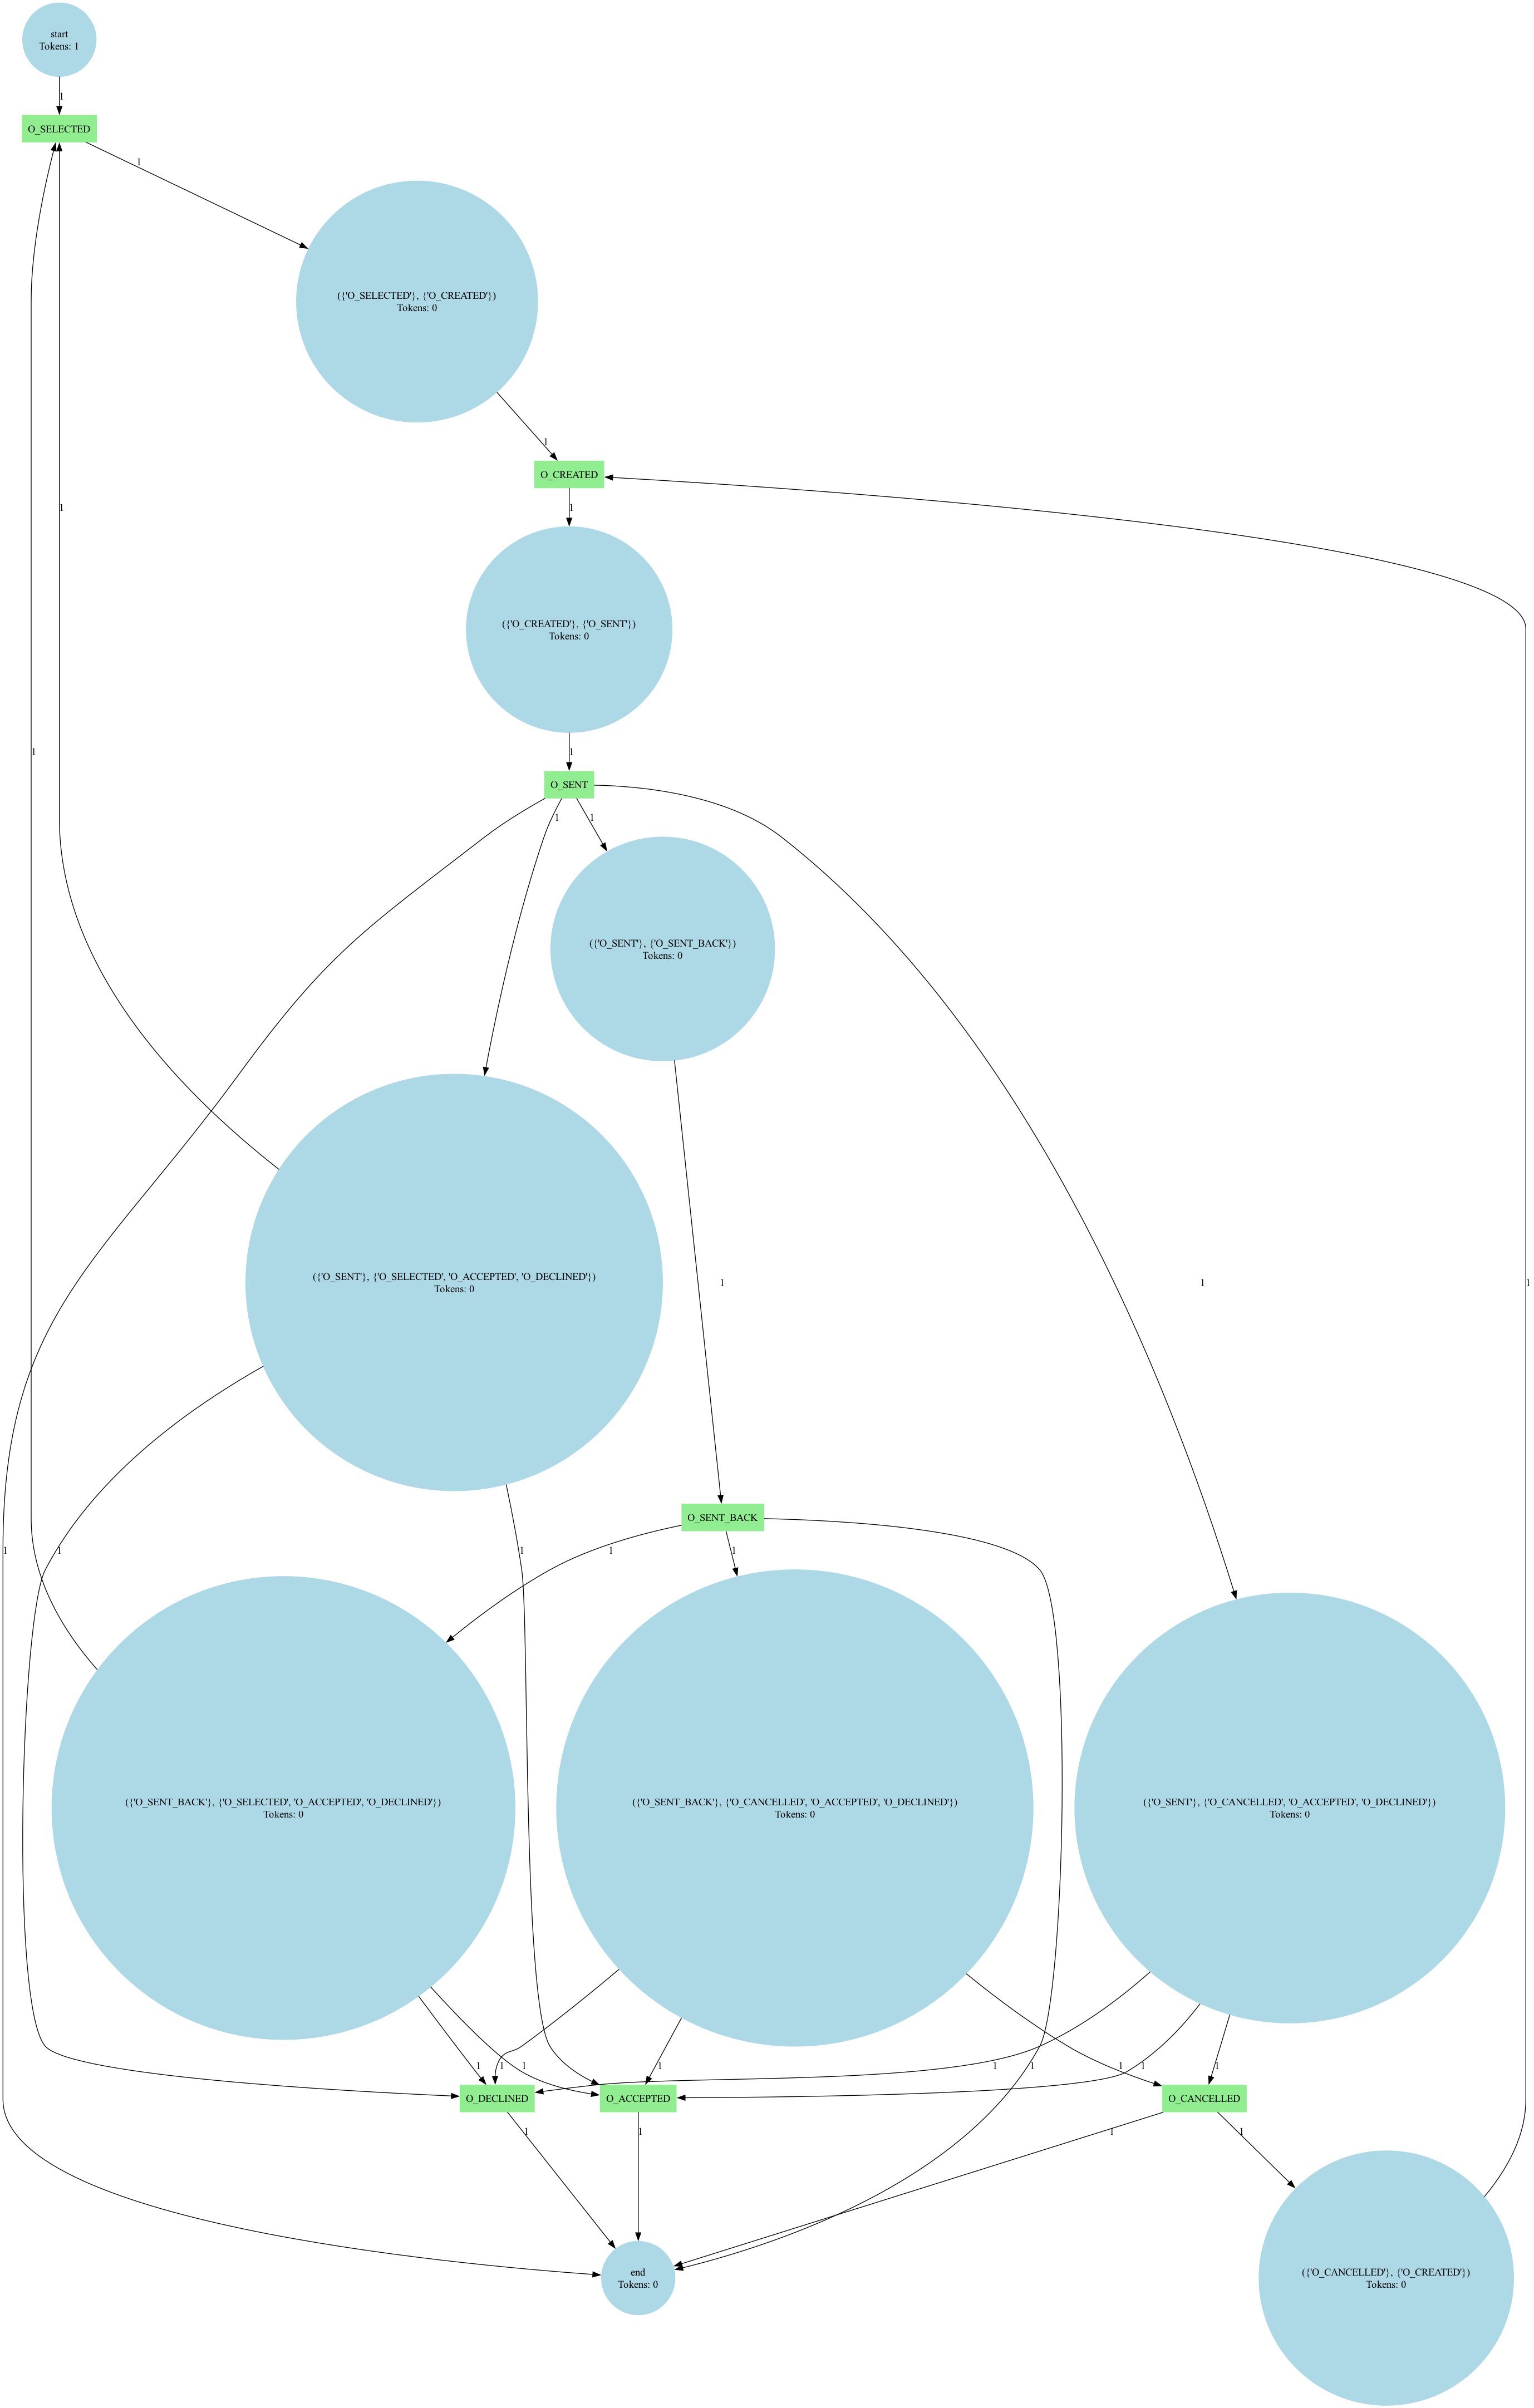 start
Tokens: 1
1
O_SELECTED
1
({'O_SELECTED'}, {'O_CREATED'})
Tokens: 0
1
O_CREATED
1
1
({'O_CREATED'}, {'O_SENT'})
Tokens: 0
1
1
O_SENT
1
1
({'O_SENT'}, {'O_SENT_BACK'})
Tokens: 0
({'O_SENT'}, {'O_SELECTED', 'O_ACCEPTED', 'O_DECLINED'})
Tokens: 0
1
1
1
O_SENT_BACK
1
1
1
1
1
({'O_SENT_BACK'}, {'O_SELECTED', 'O_ACCEPTED', 'O_DECLINED'})
Tokens: 0
({'O_SENT_BACK'}, {'O_CANCELLED', 'O_ACCEPTED', 'O_DECLINED'})
Tokens: 0
({'O_SENT'}, {'O_CANCELLED', 'O_ACCEPTED', 'O_DECLINED'})
Tokens: 0
1
1
1
1
1
1
1
1
1
O_DECLINED
O_ACCEPTED
O_CANCELLED
1
1
1
1
end
Tokens: 0
({'O_CANCELLED'}, {'O_CREATED'})
Tokens: 0